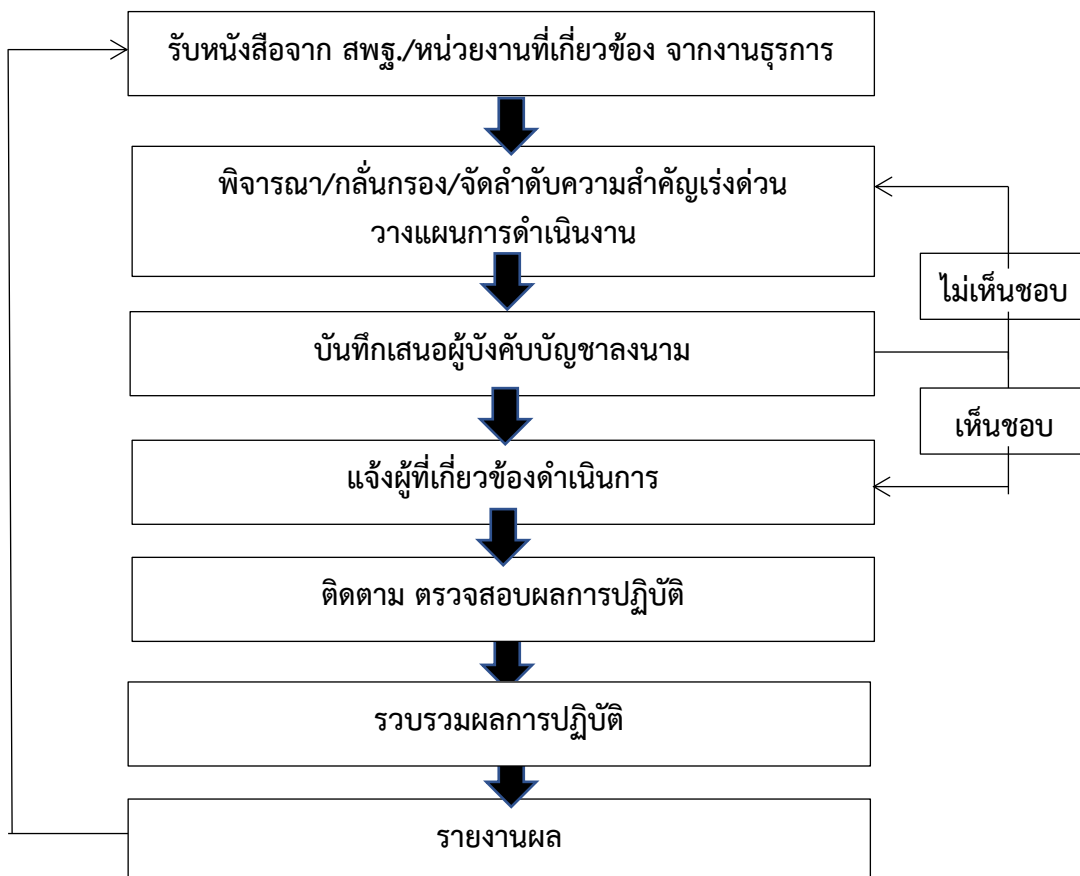 รับหนังสือจาก สพฐ./หน่วยงานที่เกี่ยวข้อง จากงานธุรการ
พิจารณา/กลั่นกรอง/จัดลำดับความสำคัญเร่งด่วน
วางแผนการดำเนินงาน
ไม่เห็นชอบ
บันทึกเสนอผู้บังคับบัญชาลงนาม
เห็นชอบ
แจ้งผู้ที่เกี่ยวข้องดำเนินการ
ติดตาม ตรวจสอบผลการปฏิบัติ
รวบรวมผลการปฏิบัติ
รายงานผล